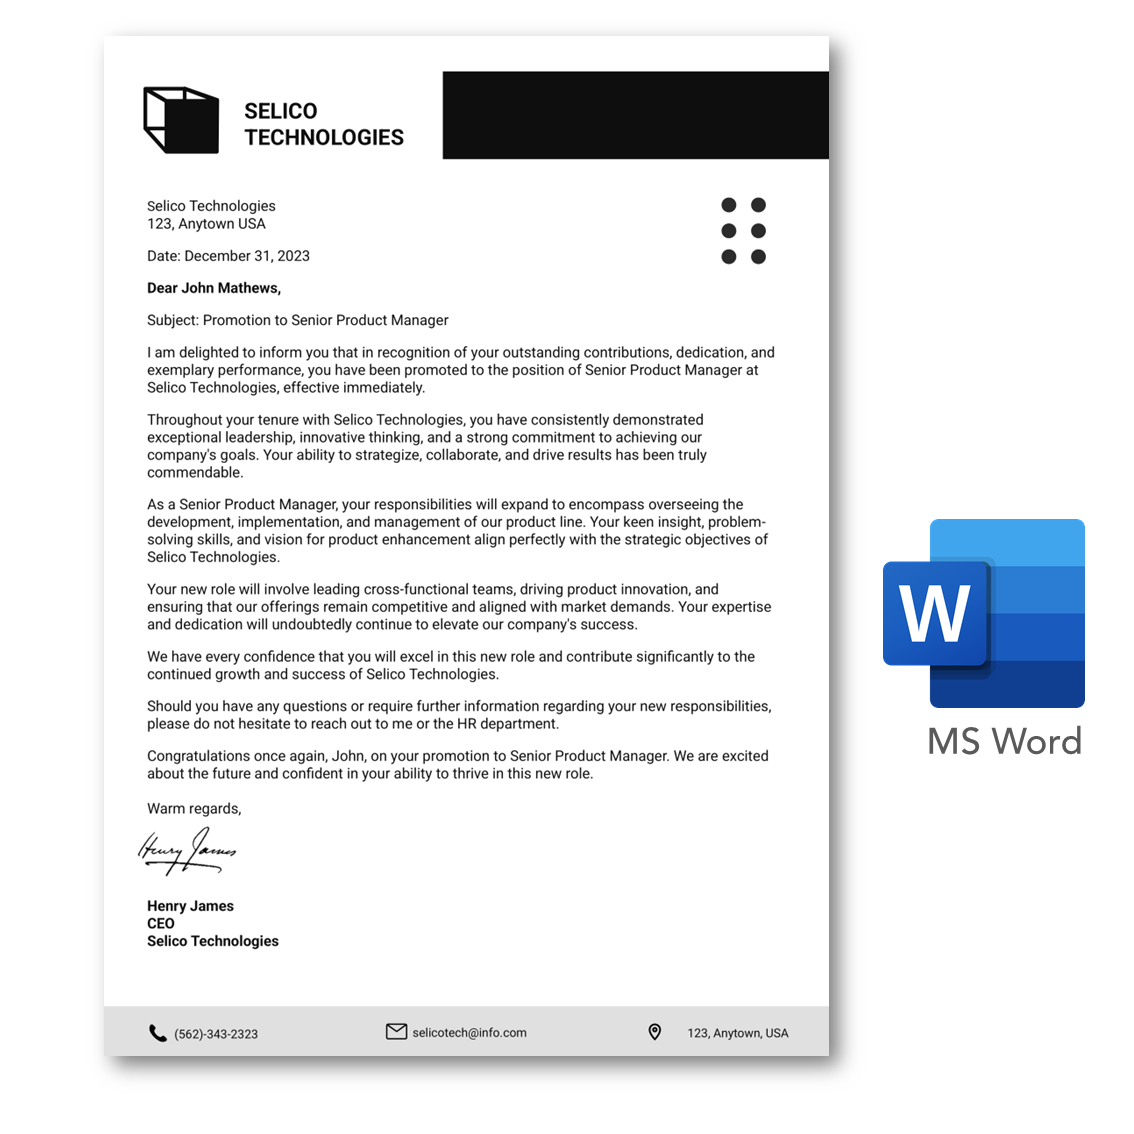 SELICO
TECHNOLOGIES
Selico Technologies
123, Anytown USA
Date: December 31, 2023
Dear John Mathews,
Subject: Promotion to Senior Product Manager
I am delighted to inform you that in recognition of your outstanding contributions, dedication, and
exemplary performance, you have been promoted to the position of Senior Product Manager at
Selico Technologies, effective immediately.
Throughout your tenure with Selico Technologies, you have consistently demonstrated
exceptional leadership, innovative thinking, and a strong commitment to achieving our
company's goals. Your ability to strategize, collaborate, and drive results has been truly
commendable.
As a Senior Product Manager, your responsibilities will expand to encompass overseeing the
development, implementation, and management of our product line. Your keen insight, problem-
solving skills, and vision for product enhancement align perfectly with the strategic objectives of
Selico Technologies.
Your new role will involve leading cross-functional teams, driving product innovation, and
ensuring that our offerings remain competitive and aligned with market demands. Your expertise
and dedication will undoubtedly continue to elevate our company's success.
We have every confidence that you will excel in this new role and contribute significantly to the
continued growth and success of Selico Technologies.
Should you have any questions or require further information regarding your new responsibilities,
please do not hesitate to reach out to me or the HR department.
Congratulations once again, John, on your promotion to Senior Product Manager. We are excited
about the future and confident in your ability to thrive in this new role.
Warm regards,
Henry James
Henry James
CEO
Selico Technologies
(562)-343-2323
selicotech@info.com
123, Anytown, USA
W
MS Word